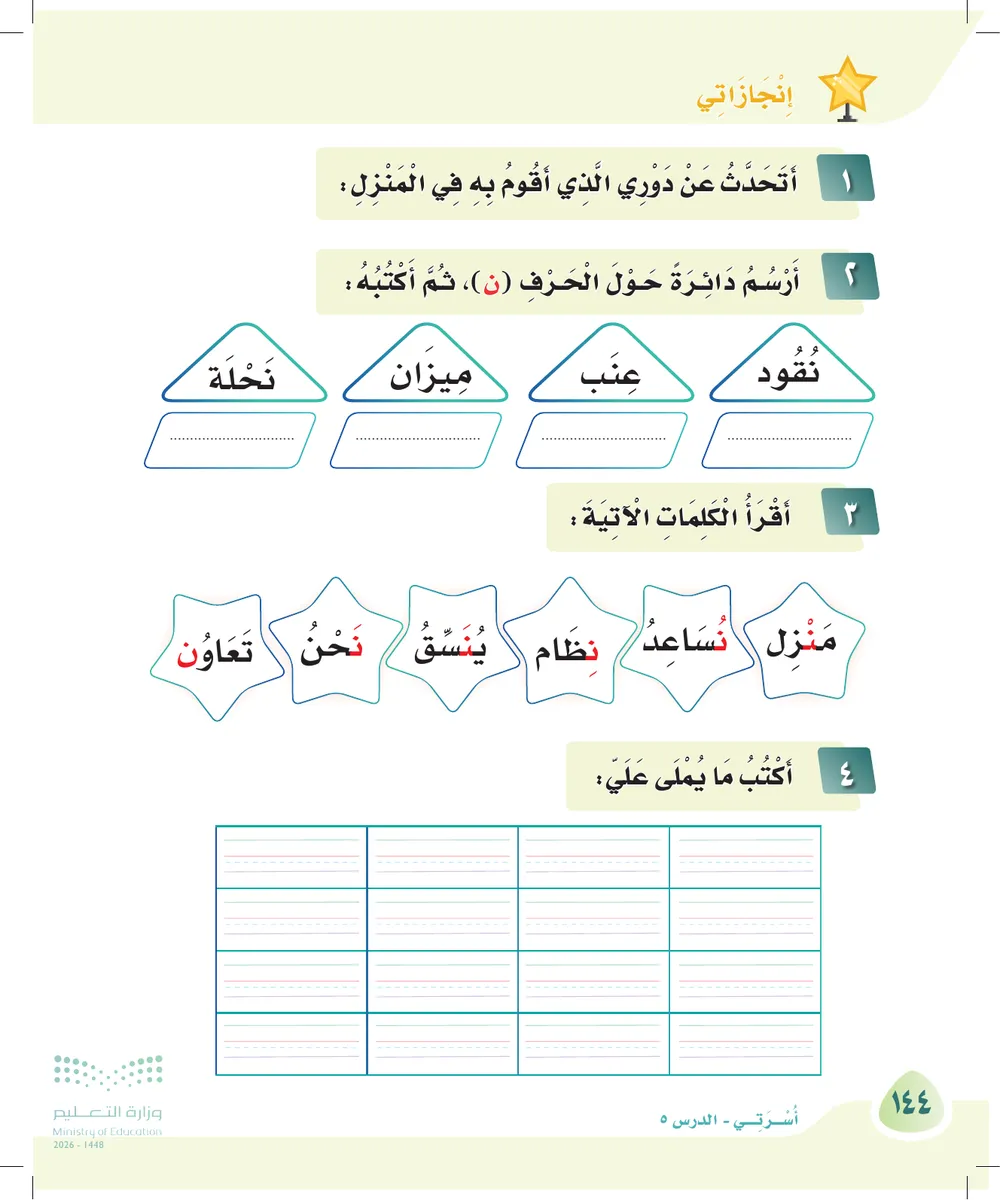 إِنْجَازَاتِي
١ أَتَحَدَّثُ عَنْ دَوْرِي الَّذِي أَقُومُ بِهِ فِي الْمَنْزِلِ:
٢ أَرْسُمُ دَائِرَةً حَوْلَ الْحَرْفِ (ن)، ثُمَّ أَكْتُبُهُ:
نُقُود عِنَب مِيزَان نَحْلَة
٣ أَقْرَأُ الْكَلِمَاتِ الْآتِيَةَ:
مَنْزِل نُسَاعِدُ نِظَام يُنَسِّقُ نَحْنُ تَعَاوُن
٤ أَكْتُبُ مَا يُمْلَى عَلَيّ:
١٤٤
أُسْرَتِي - الدرس ٥
وزارة التعليم
Ministry of Education
2026 - 1448